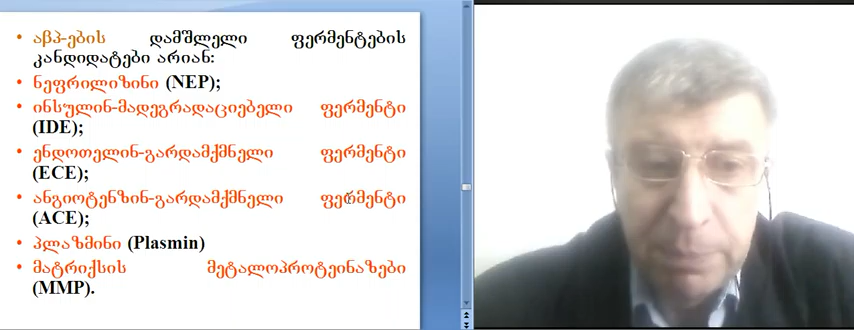 აβპ-ების დამშლელი ფერმენტების
კანდიდატები არიან:
ნეფრილიზინი (NEP);
ინსულინ-მადეგრადაციებელი ფერმენტი
(IDE);
ენდოთელინ-გარდამქმნელი ფერმენტი
(ECE);
ანგიოტენზინ-გარდამქმნელი ფერმენტი
(ACE);
პლაზმინი (Plasmin)
მატრიქსის მეტალოპროტეინაზები
(MMP).